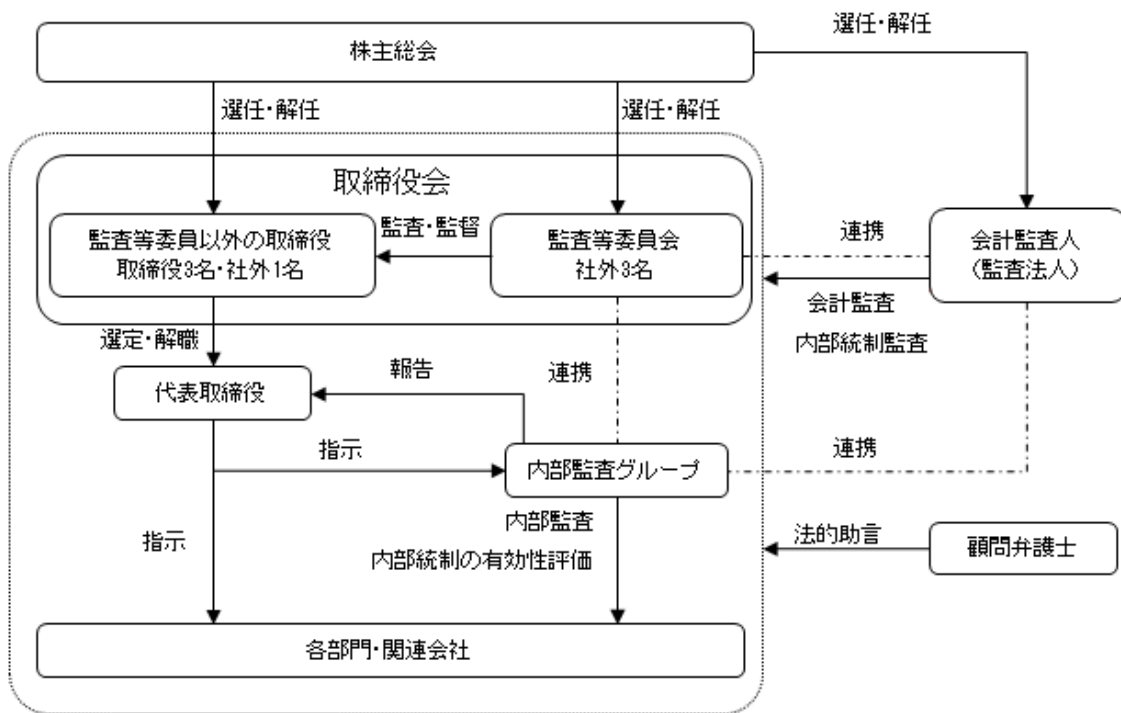 選任・解任
株主総会
選任・解任
選任・解任
取締役会
監査等委員以外の取締役
取締役3名・社外1名
監査・監督
監査等委員会
社外3名
連携
会計監査人
(監査法人)
会計監査
内部統制監査
選定・解職
代表取締役
報告
連携
指示
内部監査グループ
連携
指示
内部監査
内部統制の有効性評価
法的助言
顧問弁護士
各部門・関連会社